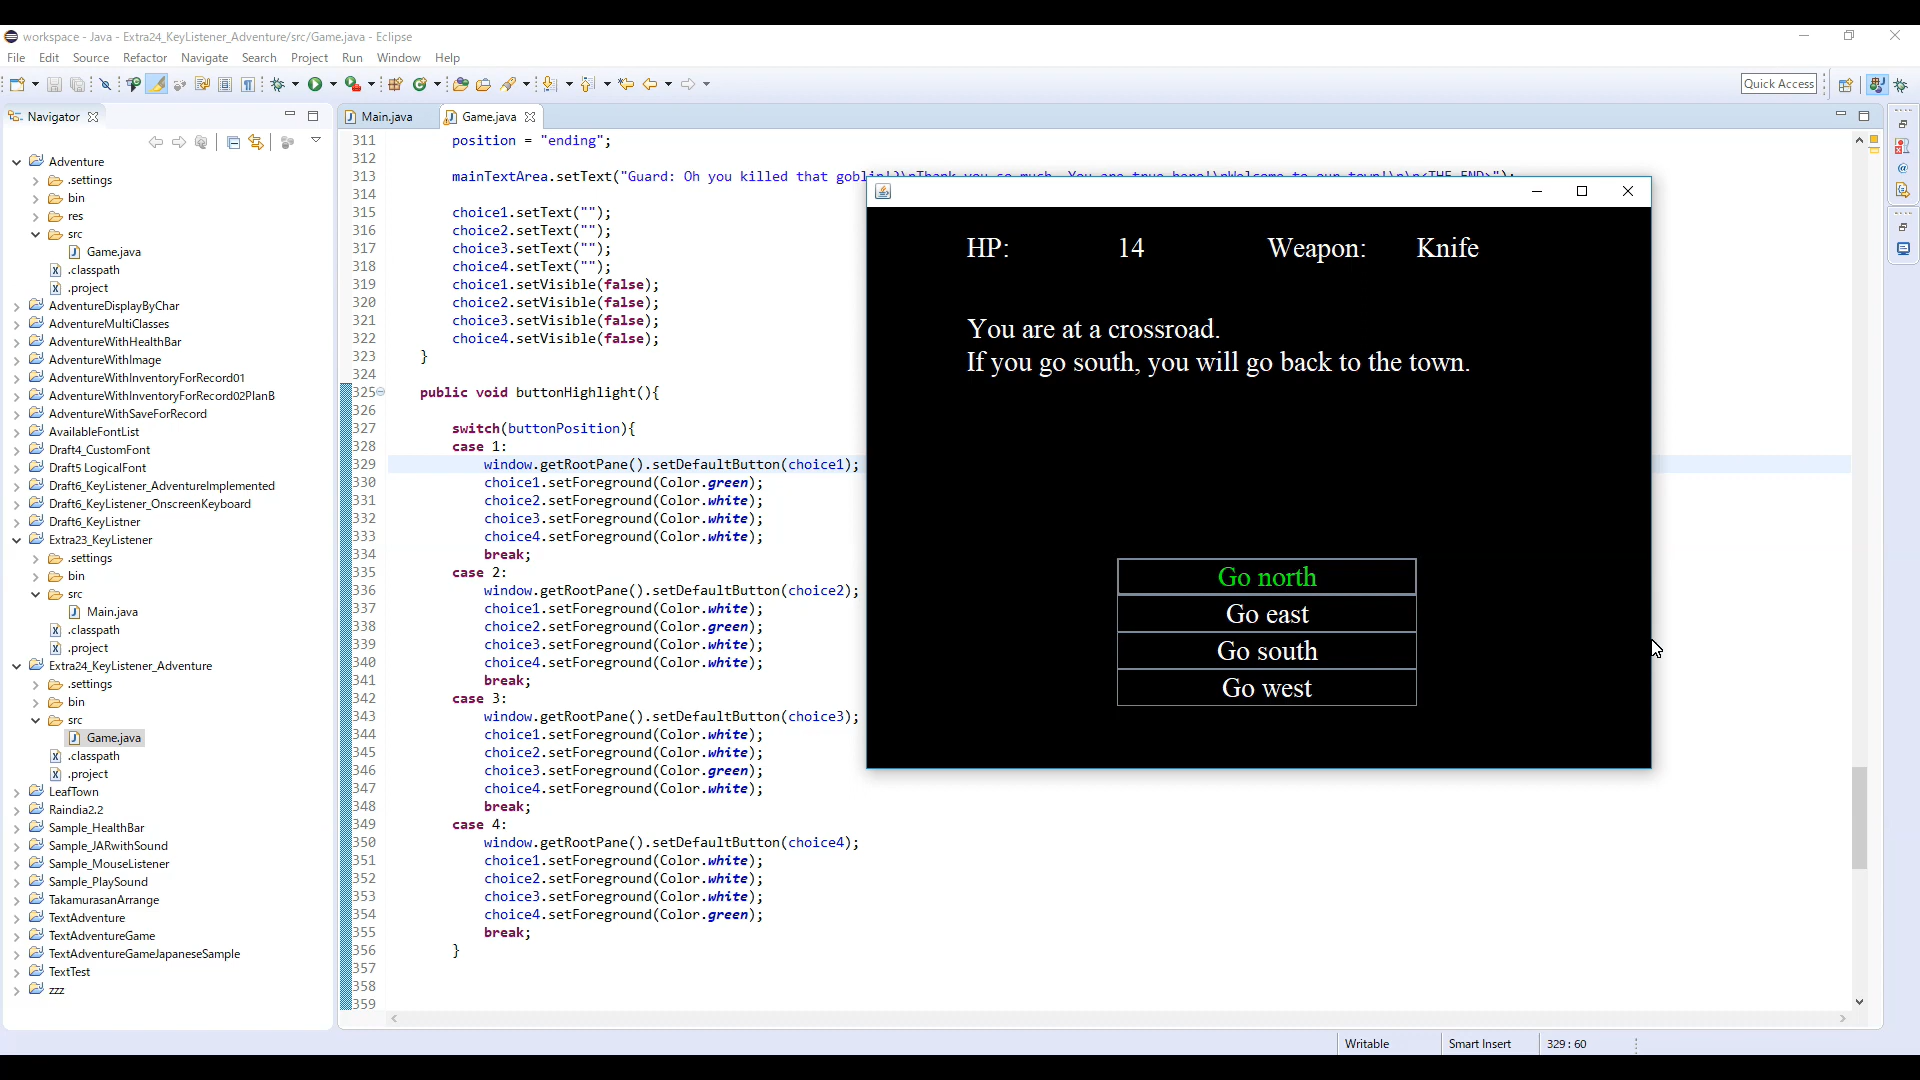 workspace - Java - Extra24_KeyListener_Adventure/src/Game.java - Eclipse
File Edit Source Refactor Navigate Search Project Run Window Help
Quick Access
Navigator
Main.java Game.java
Adventure
.settings
bin
res
src
Game.java
.classpath
.project
AdventureDisplayByChar
AdventureMultiClasses
AdventureWithHealthBar
AdventureWithImage
AdventureWithInventoryForRecord01
AdventureWithInventoryForRecord02PlanB
AdventureWithSaveForRecord
AvailableFontList
Draft4_CustomFont
Draft5 LogicalFont
Draft6_KeyListener_AdventureImplemented
Draft6_KeyListener_OnscreenKeyboard
Draft6_KeyListner
Extra23_KeyListener
.settings
bin
src
Main.java
.classpath
.project
Extra24_KeyListener_Adventure
.settings
bin
src
Game.java
.classpath
.project
LeafTown
Raindia2.2
Sample_HealthBar
Sample_JARwithSound
Sample_MouseListener
Sample_PlaySound
TakamurasanArrange
TextAdventure
TextAdventureGame
TextAdventureGameJapaneseSample
TextTest
zzz
311 position = "ending";
312
313 mainTextArea.setText("Guard: Oh you killed that
314
315 choice1.setText("");
316 choice2.setText("");
317 choice3.setText("");
318 choice4.setText("");
319 choice1.setVisible(false);
320 choice2.setVisible(false);
321 choice3.setVisible(false);
322 choice4.setVisible(false);
323 }
324
325 public void buttonHighlight(){
326
327 switch(buttonPosition){
328 case 1:
329 window.getRootPane().setDefaultButton(choice1);
330 choice1.setForeground(Color.green);
331 choice2.setForeground(Color.white);
332 choice3.setForeground(Color.white);
333 choice4.setForeground(Color.white);
334 break;
335 case 2:
336 window.getRootPane().setDefaultButton(choice2);
337 choice1.setForeground(Color.white);
338 choice2.setForeground(Color.green);
339 choice3.setForeground(Color.white);
340 choice4.setForeground(Color.white);
341 break;
342 case 3:
343 window.getRootPane().setDefaultButton(choice3);
344 choice1.setForeground(Color.white);
345 choice2.setForeground(Color.white);
346 choice3.setForeground(Color.green);
347 choice4.setForeground(Color.white);
348 break;
349 case 4:
350 window.getRootPane().setDefaultButton(choice4);
351 choice1.setForeground(Color.white);
352 choice2.setForeground(Color.white);
353 choice3.setForeground(Color.white);
354 choice4.setForeground(Color.green);
355 break;
356 }
357
358
359
HP: 14 Weapon: Knife
You are at a crossroad.
If you go south, you will go back to the town.
Go north
Go east
Go south
Go west
Writable Smart Insert 329 : 60